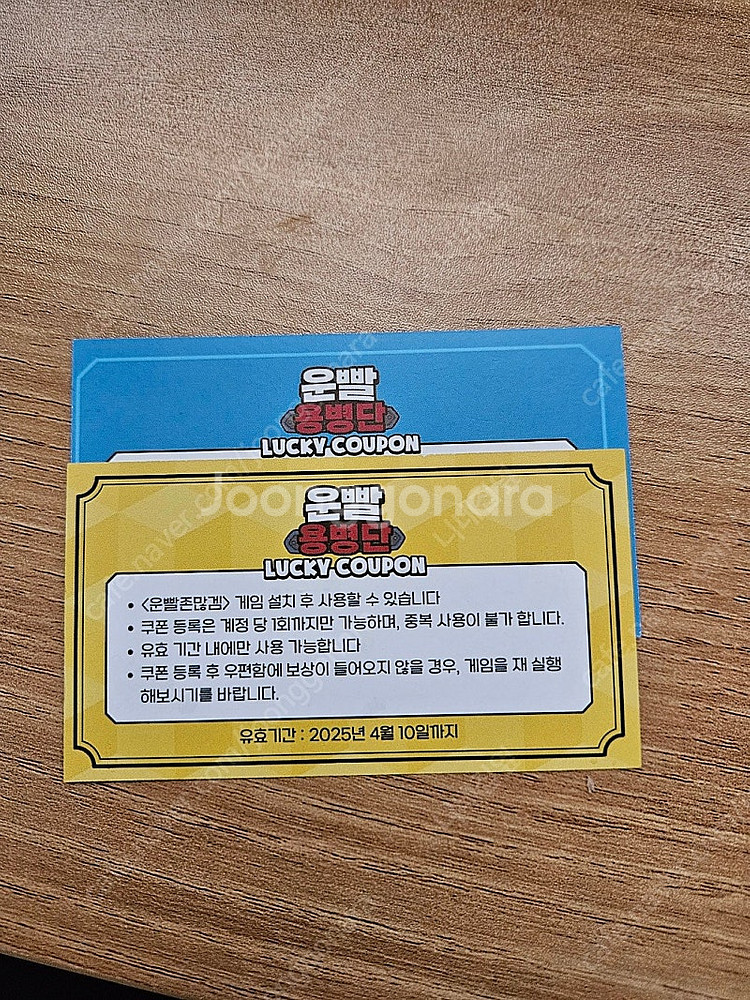 운빨
용병단
LUCKY COUPON
Joonggonara
운빨
용병단
LUCKY COUPON
• <운빨존많겜> 게임 설치 후 사용할 수 있습니다
• 쿠폰 등록은 계정 당 1회까지만 가능하며, 중복 사용이 불가 합니다.
• 유효 기간 내에만 사용 가능합니다
• 쿠폰 등록 후 우편함에 보상이 들어오지 않을 경우, 게임을 재 실행
해보시기를 바랍니다.
유효기간 : 2025년 4월 10일까지